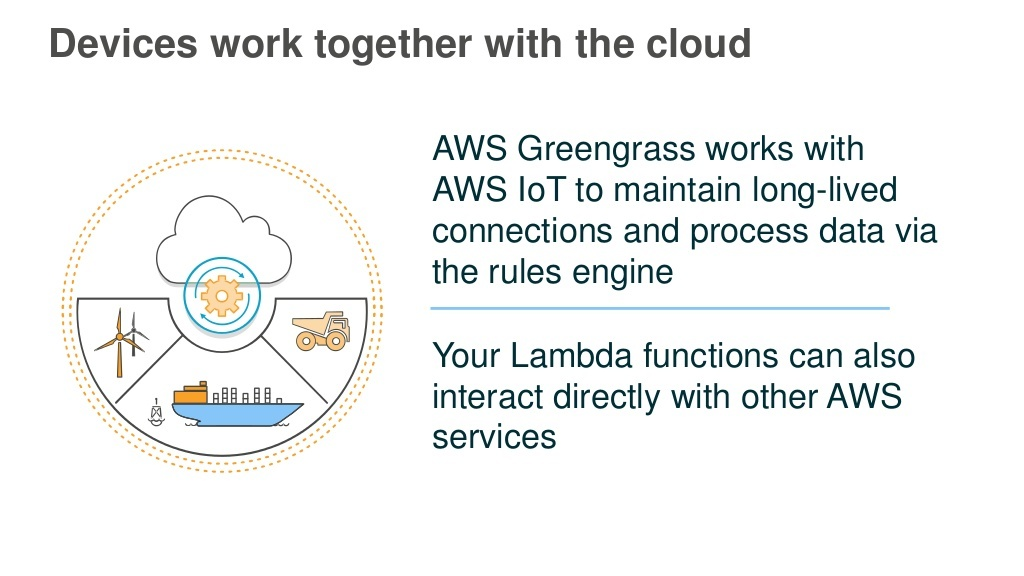 Devices work together with the cloud
AWS Greengrass works with
AWS IoT to maintain long-lived
connections and process data via
the rules engine
Your Lambda functions can also
interact directly with other AWS
services